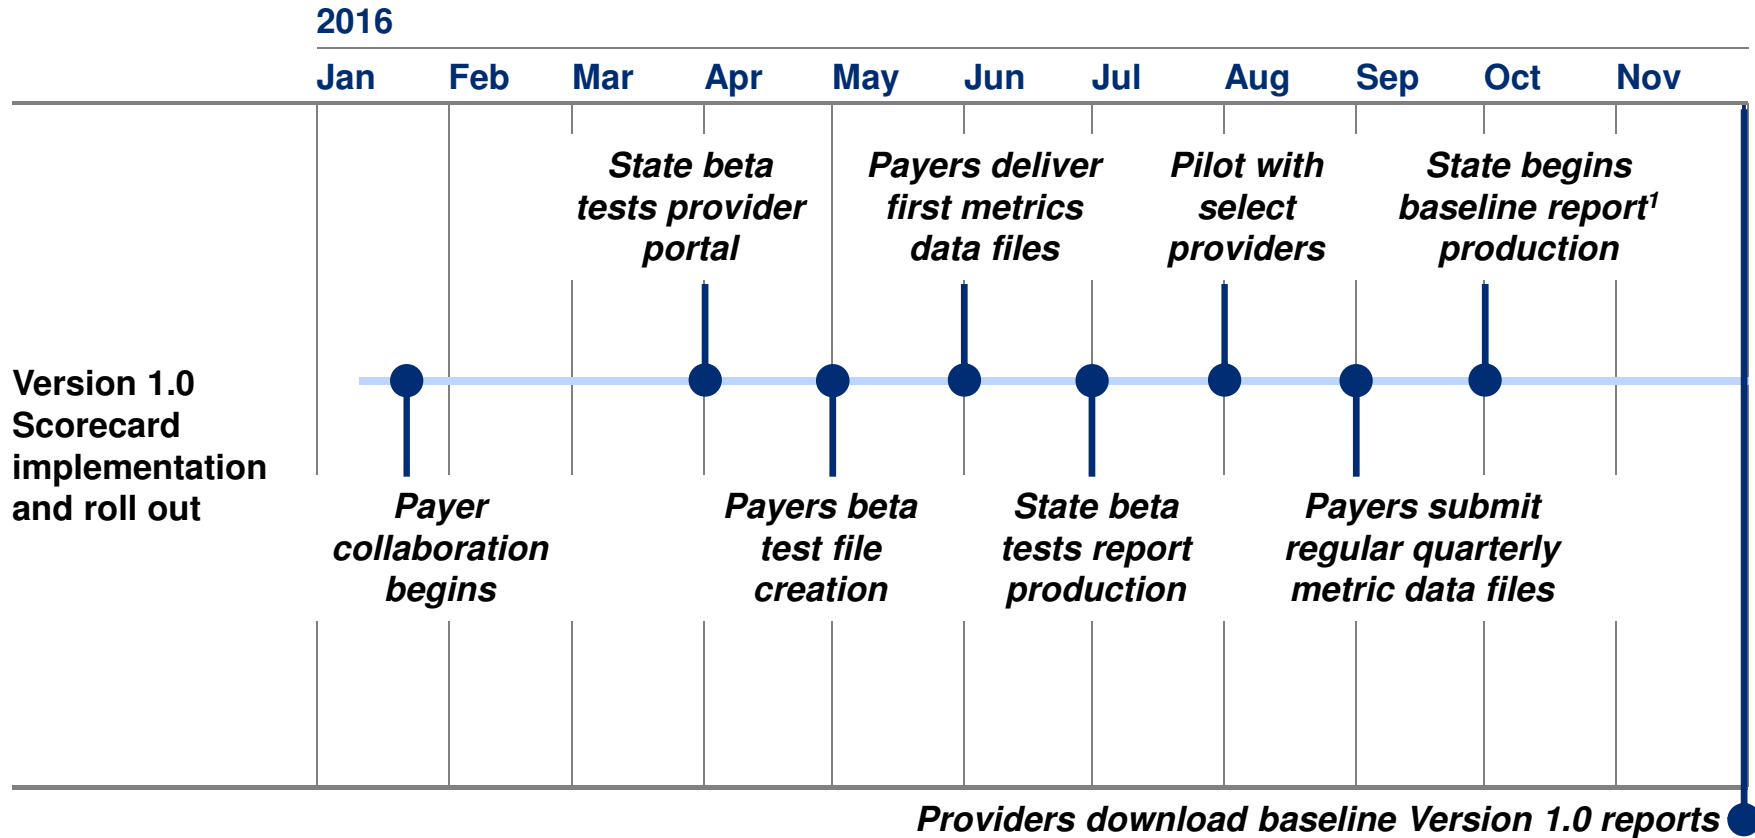 2016
Jan Feb Mar Apr May Jun Jul Aug Sep Oct Nov
State beta
tests provider
portal
Payers deliver
first metrics
data files
Pilot with
select
providers
State begins
baseline report¹
production
Version 1.0
Scorecard
implementation
and roll out
Payer
collaboration
begins
Payers beta
test file
creation
State beta
tests report
production
Payers submit
regular quarterly
metric data files
Providers download baseline Version 1.0 reports